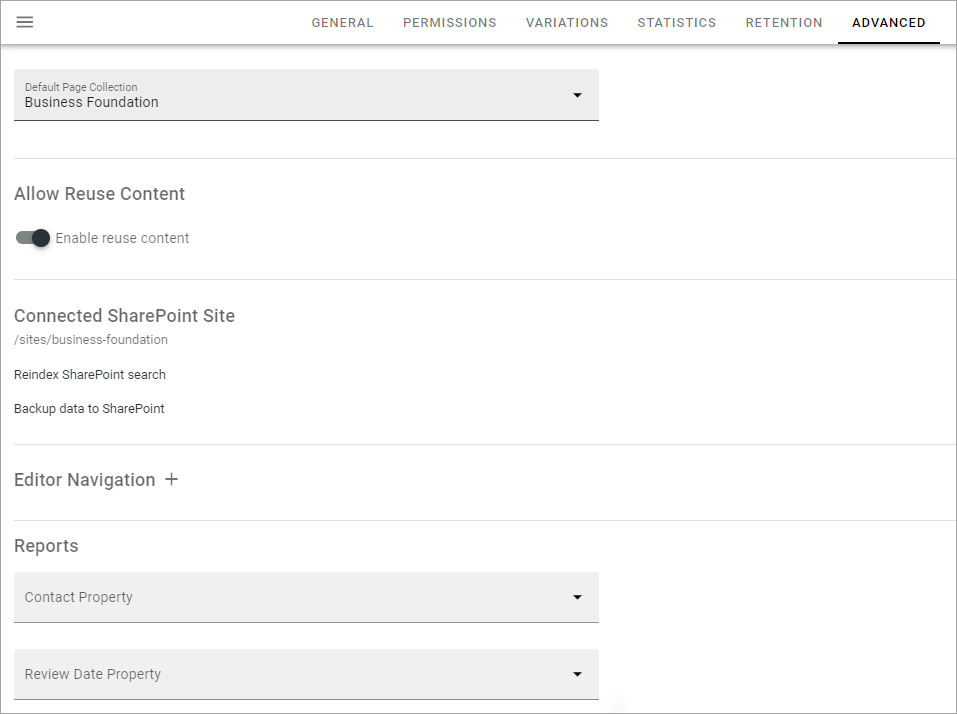 GENERAL PERMISSIONS VARIATIONS STATISTICS RETENTION ADVANCED
Default Page Collection
Business Foundation
Allow Reuse Content
Enable reuse content
Connected SharePoint Site
/sites/business-foundation
Reindex SharePoint search
Backup data to SharePoint
Editor Navigation
Reports
Contact Property
Review Date Property